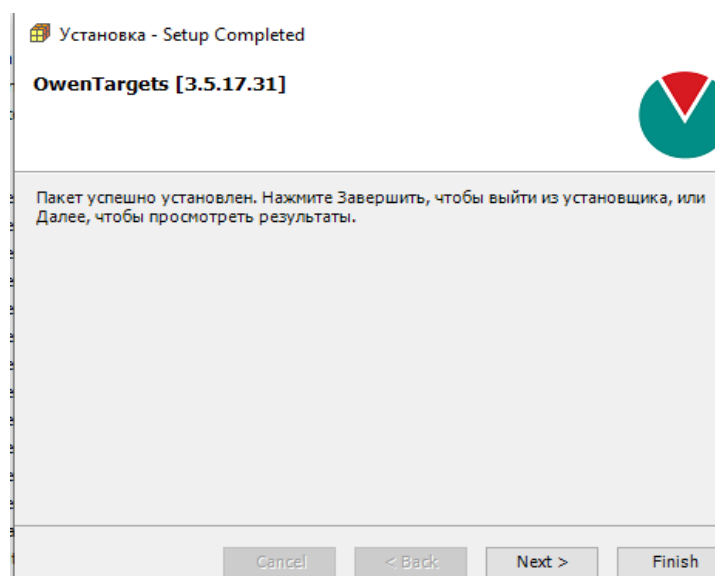 Установка - Setup Completed
OwenTargets [3.5.17.31]
Пакет успешно установлен. Нажмите Завершить, чтобы выйти из установщика, или
Далее, чтобы просмотреть результаты.
Cancel
< Back
Next >
Finish